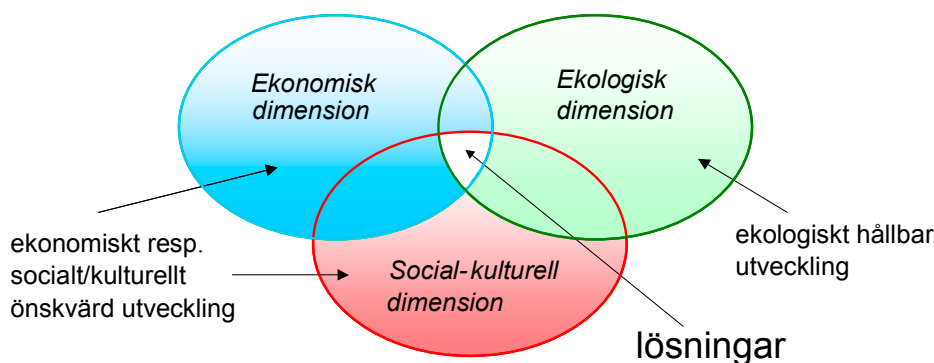 Ekonomisk
dimension
Ekologisk
dimension
ekonomiskt resp.
socialt/kulturellt
önskvärd utveckling
Social-kulturell
dimension
ekologiskt hållbar
utveckling
lösningar